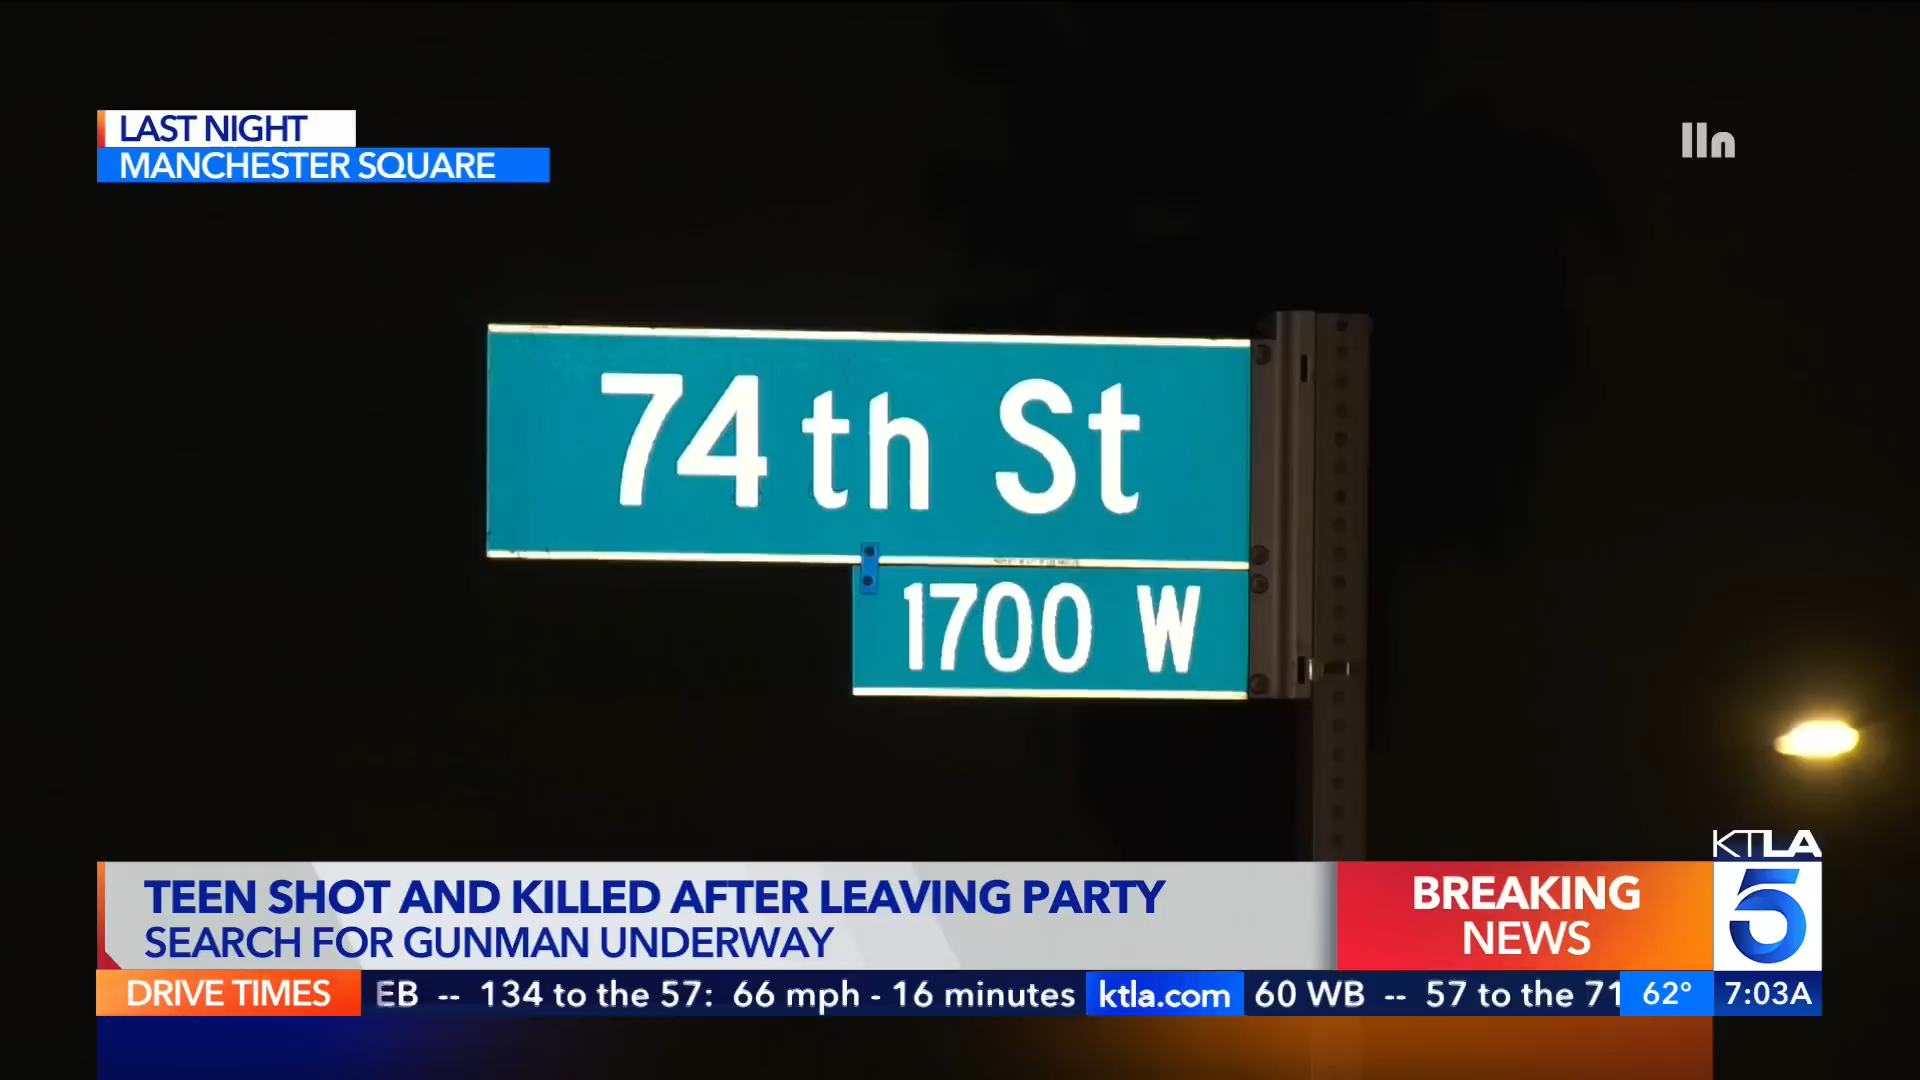 LAST NIGHT
MANCHESTER SQUARE
lln
74th St
1700 W
KTLA
5
TEEN SHOT AND KILLED AFTER LEAVING PARTY
SEARCH FOR GUNMAN UNDERWAY
BREAKING
NEWS
DRIVE TIMES EB -- 134 to the 57: 66 mph - 16 minutes ktla.com 60 WB -- 57 to the 71 62° 7:03A